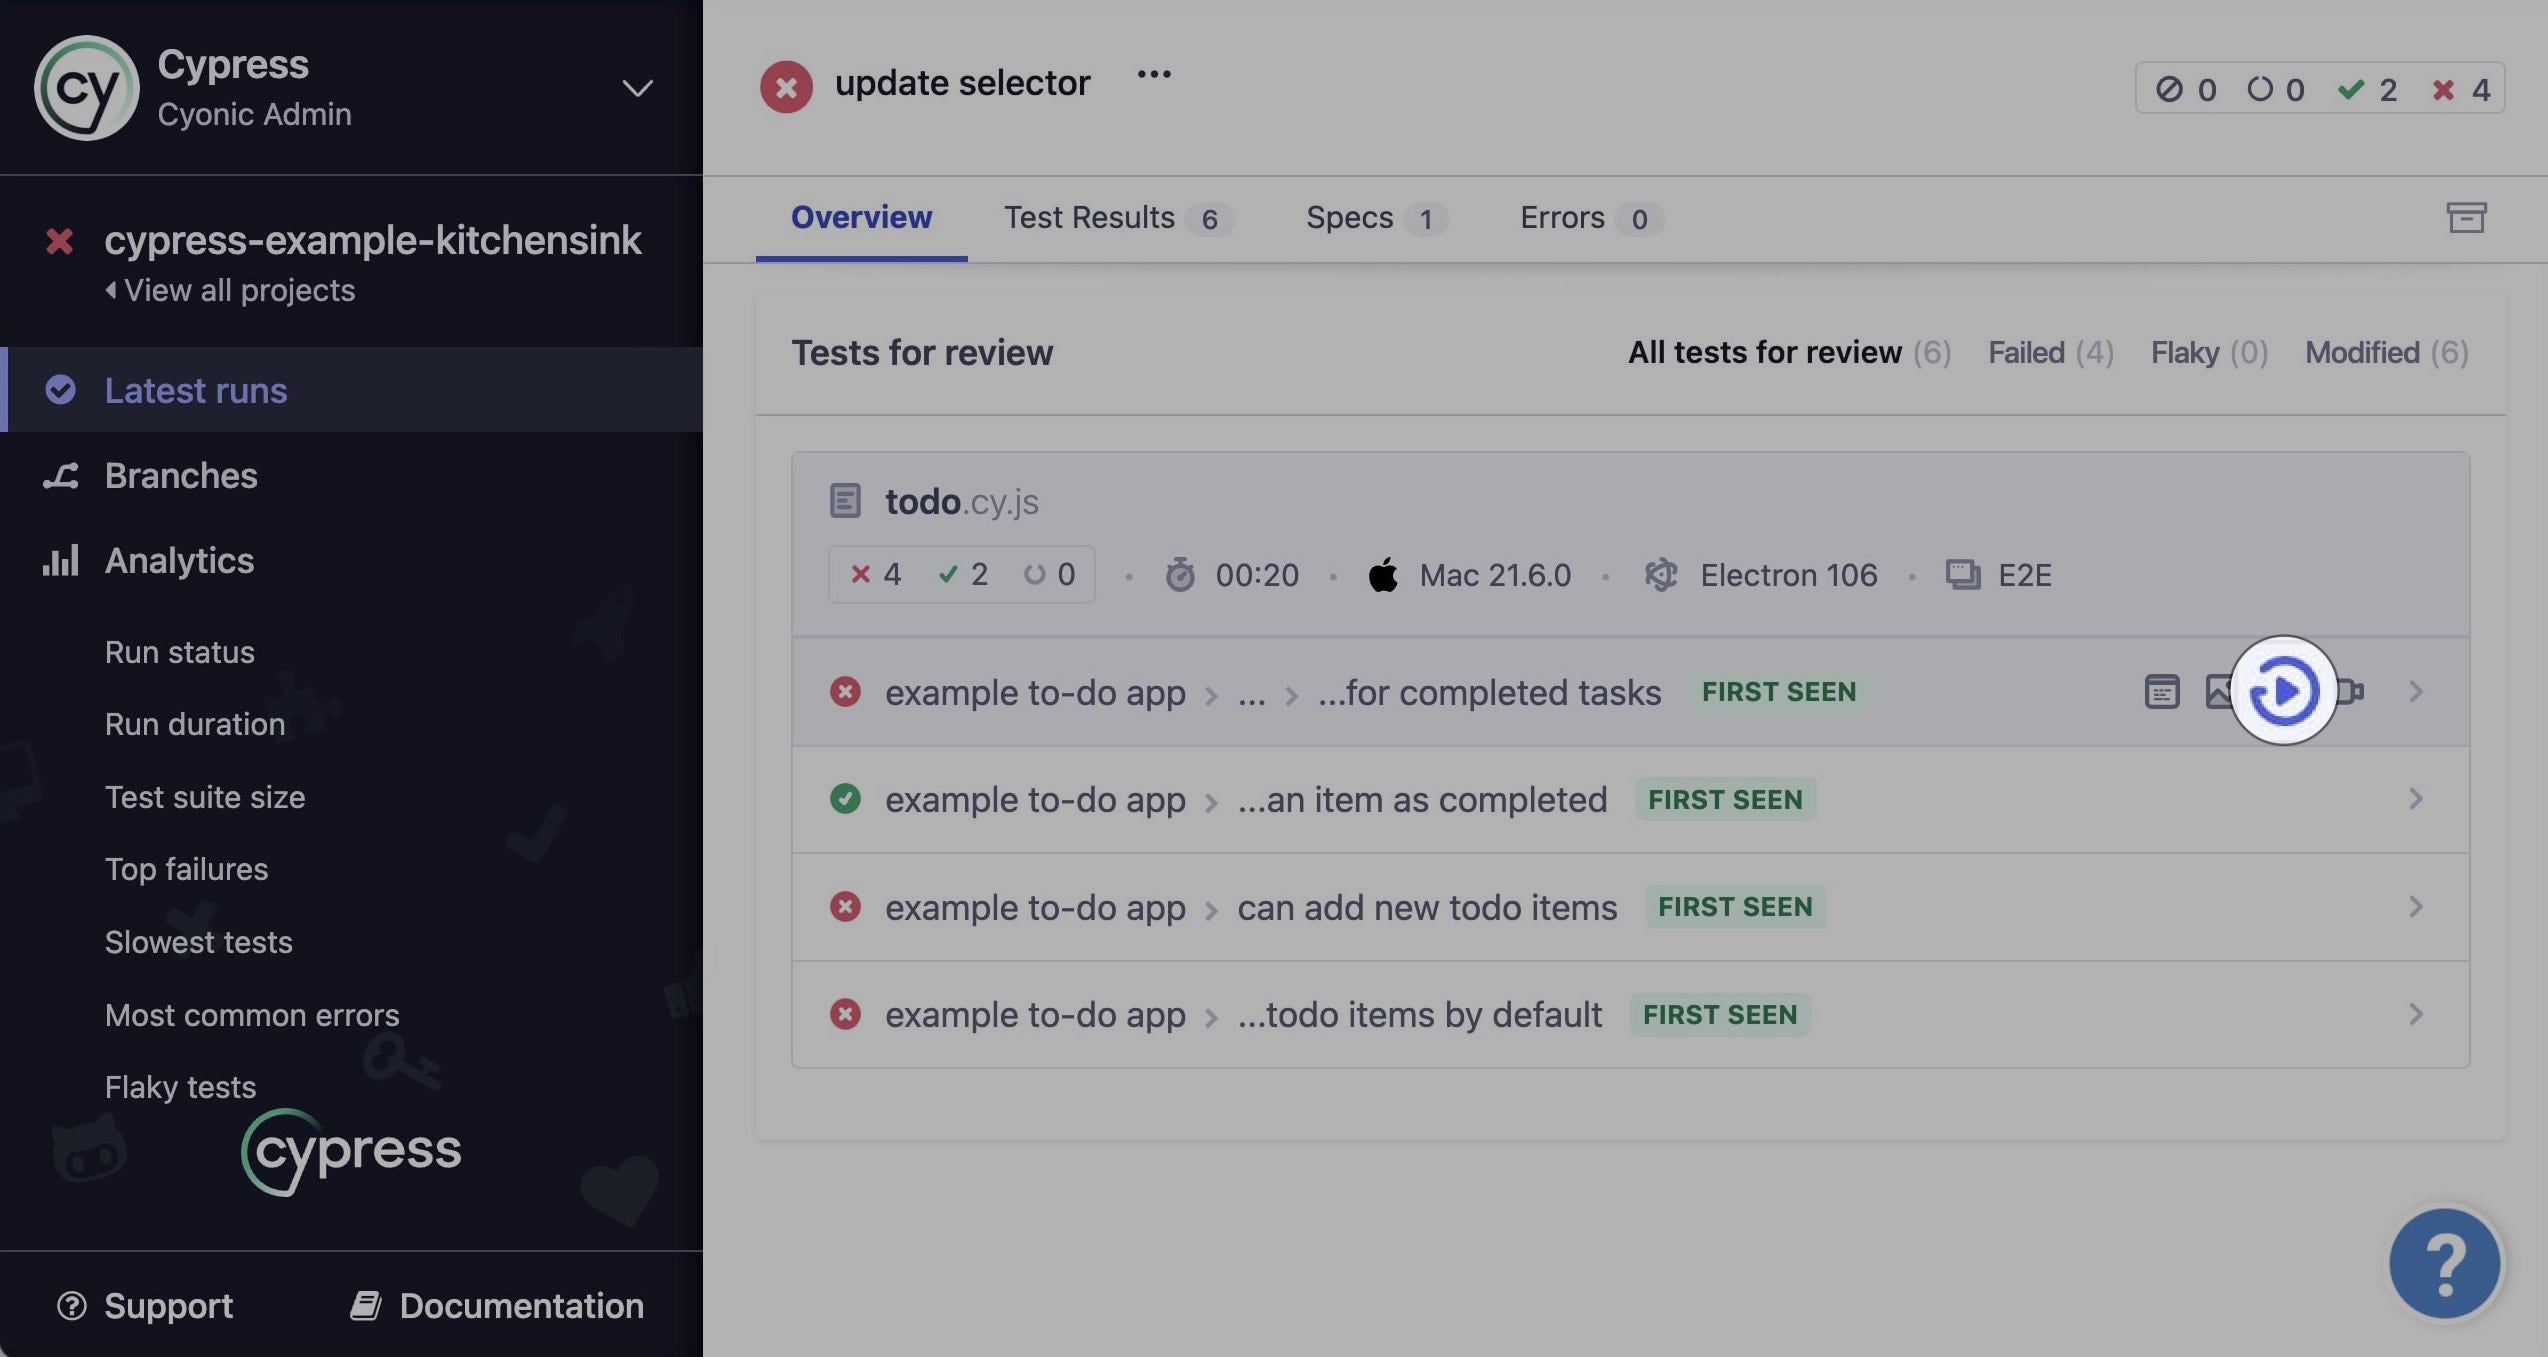 cy Cypress
Cyonic Admin
cypress-example-kitchensink
View all projects
Latest runs
Branches
Analytics
Run status
Run duration
Test suite size
Top failures
Slowest tests
Most common errors
Flaky tests
cypress
Support Documentation
update selector ... 0 0 2 4
Overview Test Results 6 Specs 1 Errors 0
Tests for review All tests for review (6) Failed (4) Flaky (0) Modified (6)
todo.cy.js
4 2 0 · 00:20 · Mac 21.6.0 · Electron 106 · E2E
example to-do app > ... > ...for completed tasks FIRST SEEN
example to-do app > ...an item as completed FIRST SEEN
example to-do app > can add new todo items FIRST SEEN
example to-do app > ...todo items by default FIRST SEEN
?